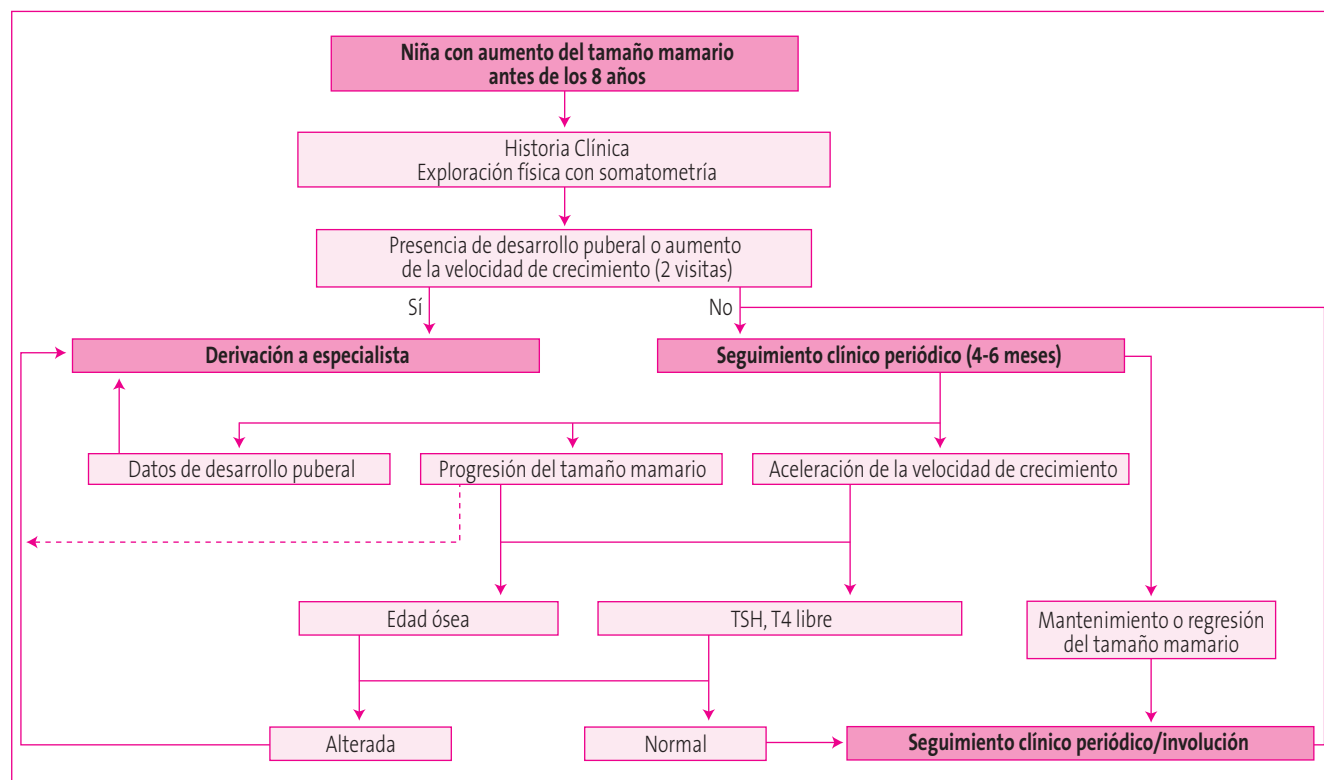 Niña con aumento del tamaño mamario
antes de los 8 años
Historia Clínica
Exploración física con somatometría
Presencia de desarrollo puberal o aumento
de la velocidad de crecimiento (2 visitas)
Sí
No
Derivación a especialista
Seguimiento clínico periódico (4-6 meses)
Datos de desarrollo puberal
Progresión del tamaño mamario
Aceleración de la velocidad de crecimiento
Edad ósea
TSH, T4 libre
Mantenimiento o regresión
del tamaño mamario
Alterada
Normal
Seguimiento clínico periódico/involución